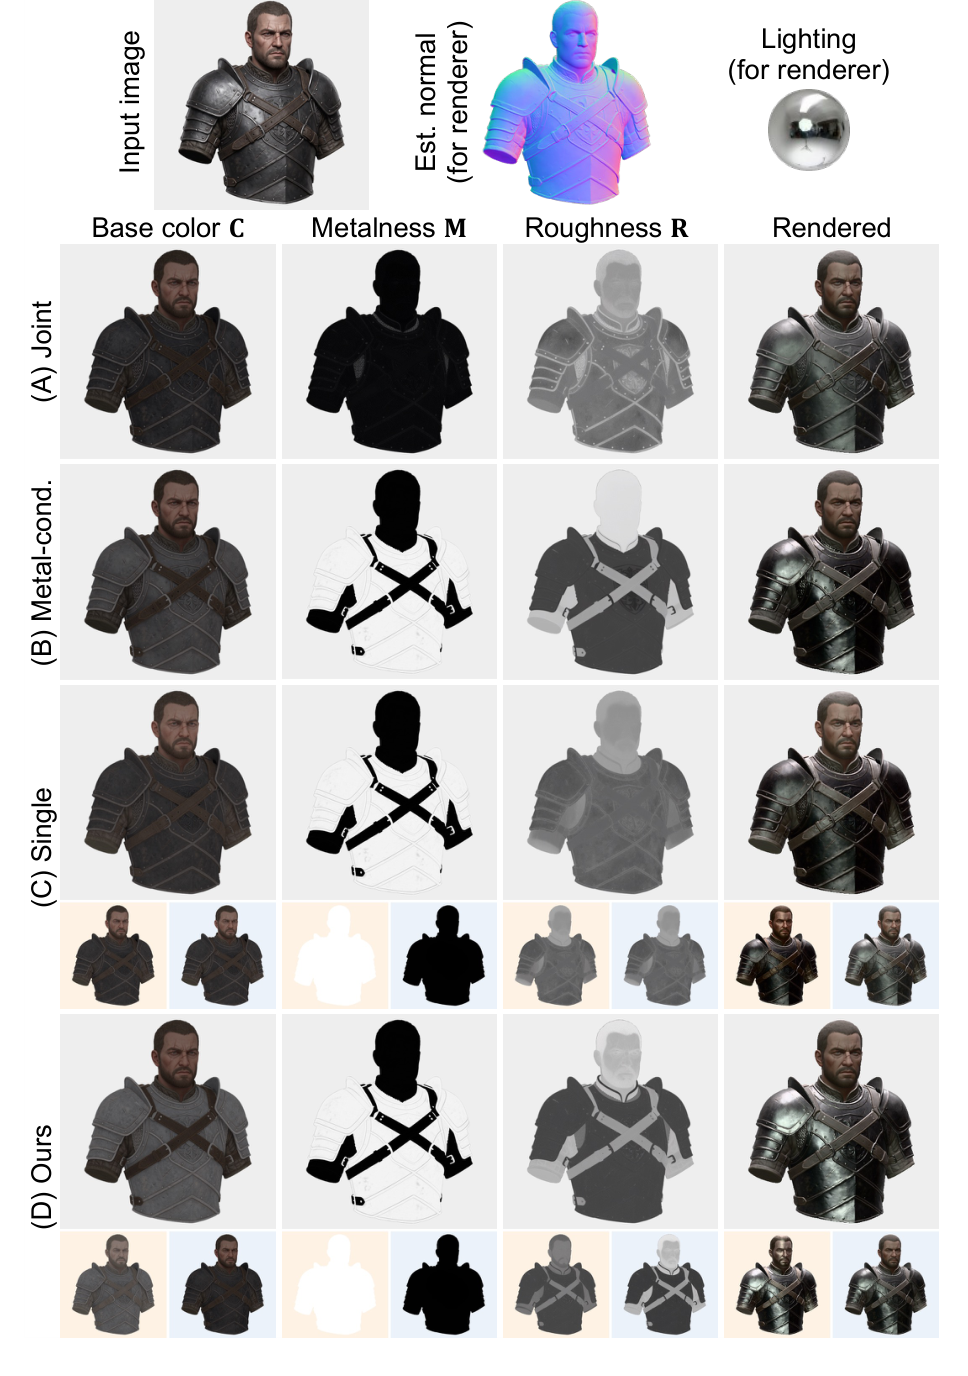 Input image
Est. normal
(for renderer)
Lighting
(for renderer)
Base color C
Metalness M
Roughness R
Rendered
(A) Joint
(B) Metal-cond.
(C) Single
(D) Ours